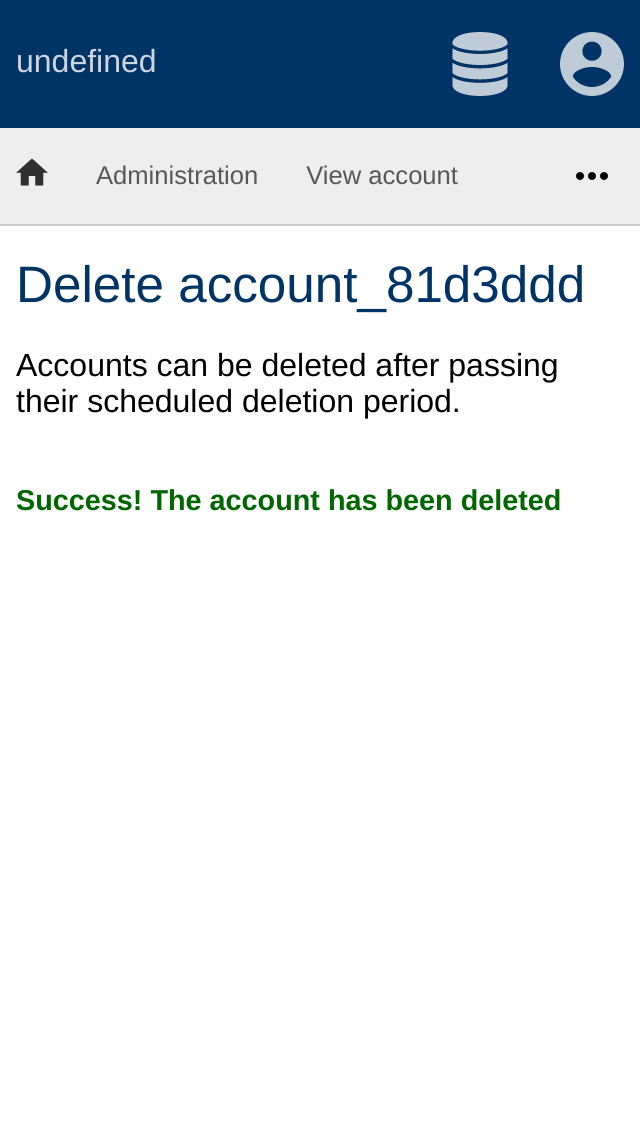 undefined
Administration View account
Delete account_81d3ddd
Accounts can be deleted after passing
their scheduled deletion period.
Success! The account has been deleted